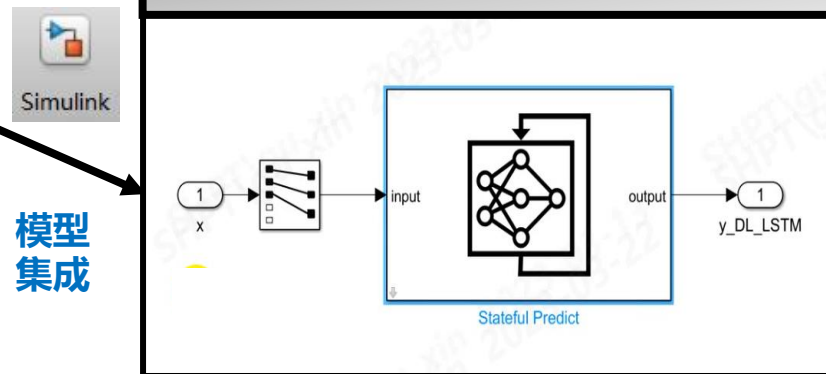 Simulink
模型
集成
1
x
input
output
1
y_DL_LSTM
Stateful Predict